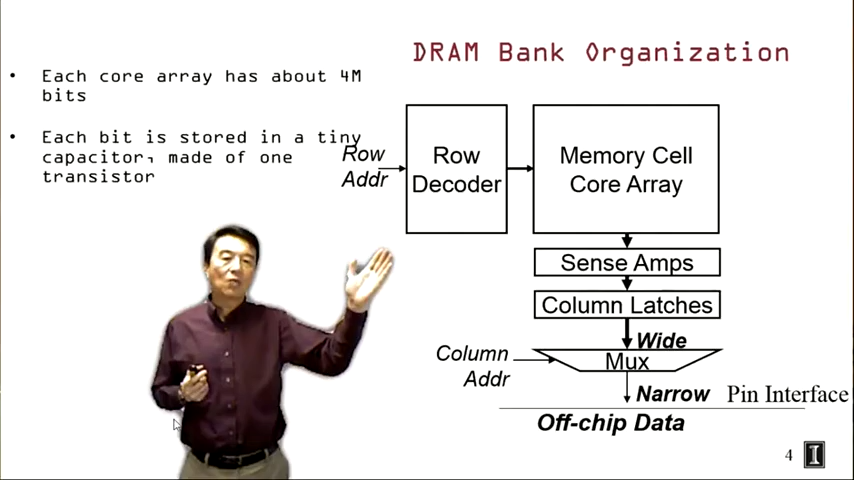 DRAM Bank Organization
• Each core array has about 4M
bits
• Each bit is stored in a tiny
capacitor, made of one
transistor
Row
Addr
Row
Decoder
Memory Cell
Core Array
Sense Amps
Column Latches
Wide
Column
Addr
Mux
Narrow
Pin Interface
Off-chip Data
4
I